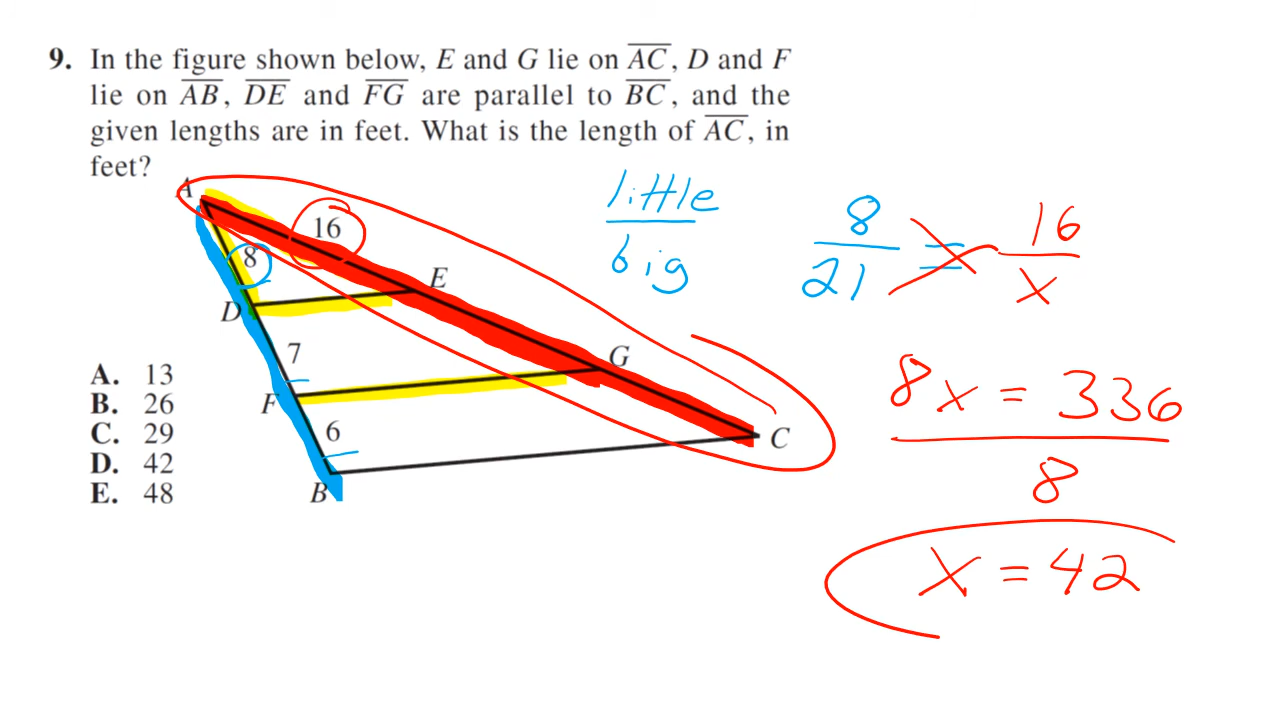 9. In the figure shown below, E and G lie on AC, D and F
lie on AB, DE and FG are parallel to BC, and the
given lengths are in feet. What is the length of AC, in
feet?
A
16
8
E
D
7
G
F
6
C
B
A. 13
B. 26
C. 29
D. 42
E. 48
little
big
8 = 16
21 x
8x = 336
8
x = 42